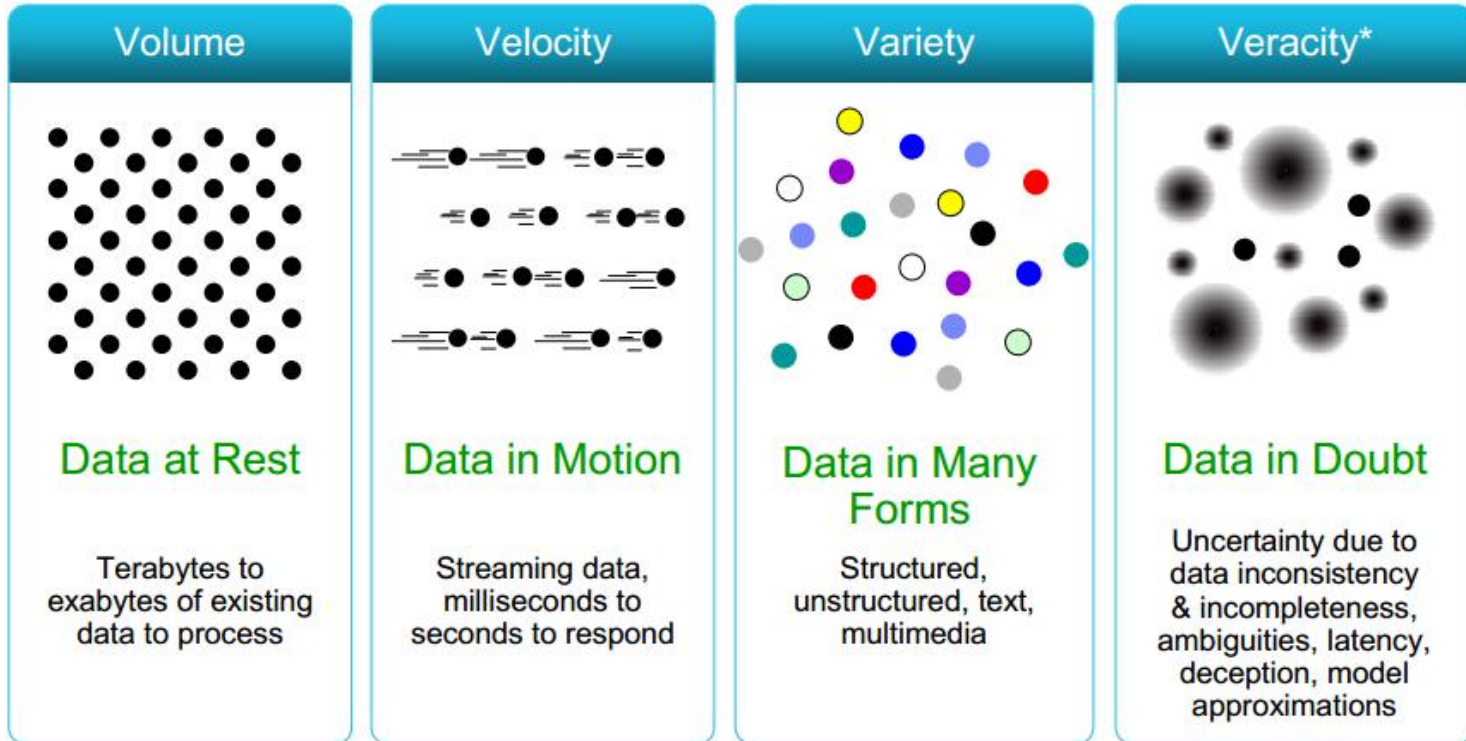 Volume
Data at Rest
Terabytes to
exabytes of existing
data to process
Velocity
Data in Motion
Streaming data,
milliseconds to
seconds to respond
Variety
Data in Many
Forms
Structured,
unstructured, text,
multimedia
Veracity*
Data in Doubt
Uncertainty due to
data inconsistency
& incompleteness,
ambiguities, latency,
deception, model
approximations